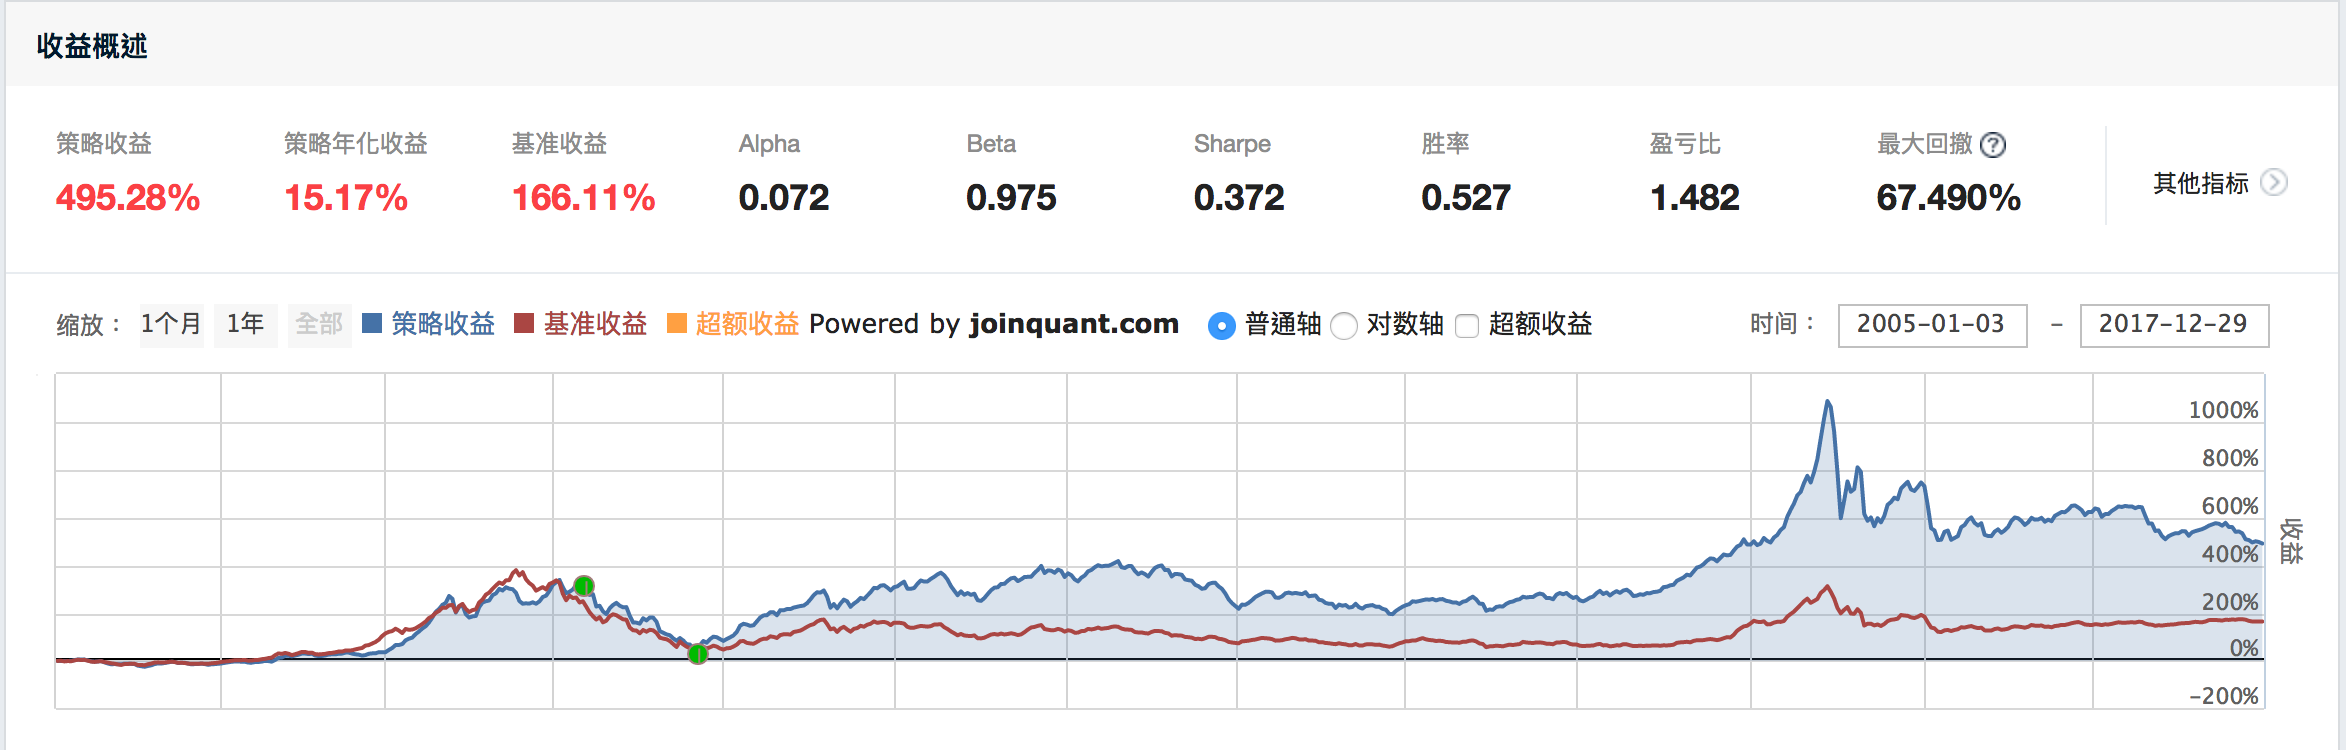 收益概述
策略收益 策略年化收益 基准收益 Alpha Beta Sharpe 胜率 盈亏比 最大回撤 ?
495.28% 15.17% 166.11% 0.072 0.975 0.372 0.527 1.482 67.490% 其他指标
缩放： 1个月 1年 全部 策略收益 基准收益 超额收益 Powered by joinquant.com 普通轴 对数轴 超额收益 时间： 2005-01-03 - 2017-12-29
1000%
800%
600%
400%
200%
0%
-200%
收益